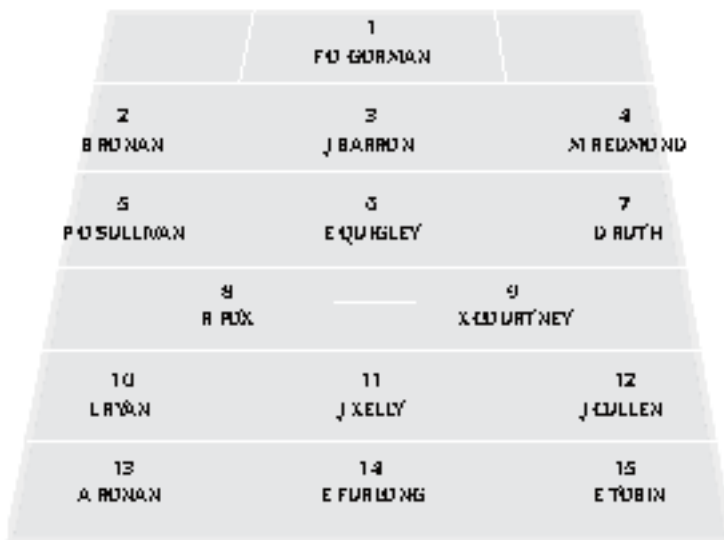 1
F O GORMAN
2 3 4
B RONAN J BARRON M REDMOND
5 6 7
P O SULLIVAN E QUIGLEY D RUTH
8 9
R FOX K COURTNEY
10 11 12
L RYAN J KELLY J CULLEN
13 14 15
A RONAN E FURLONG E TOBIN